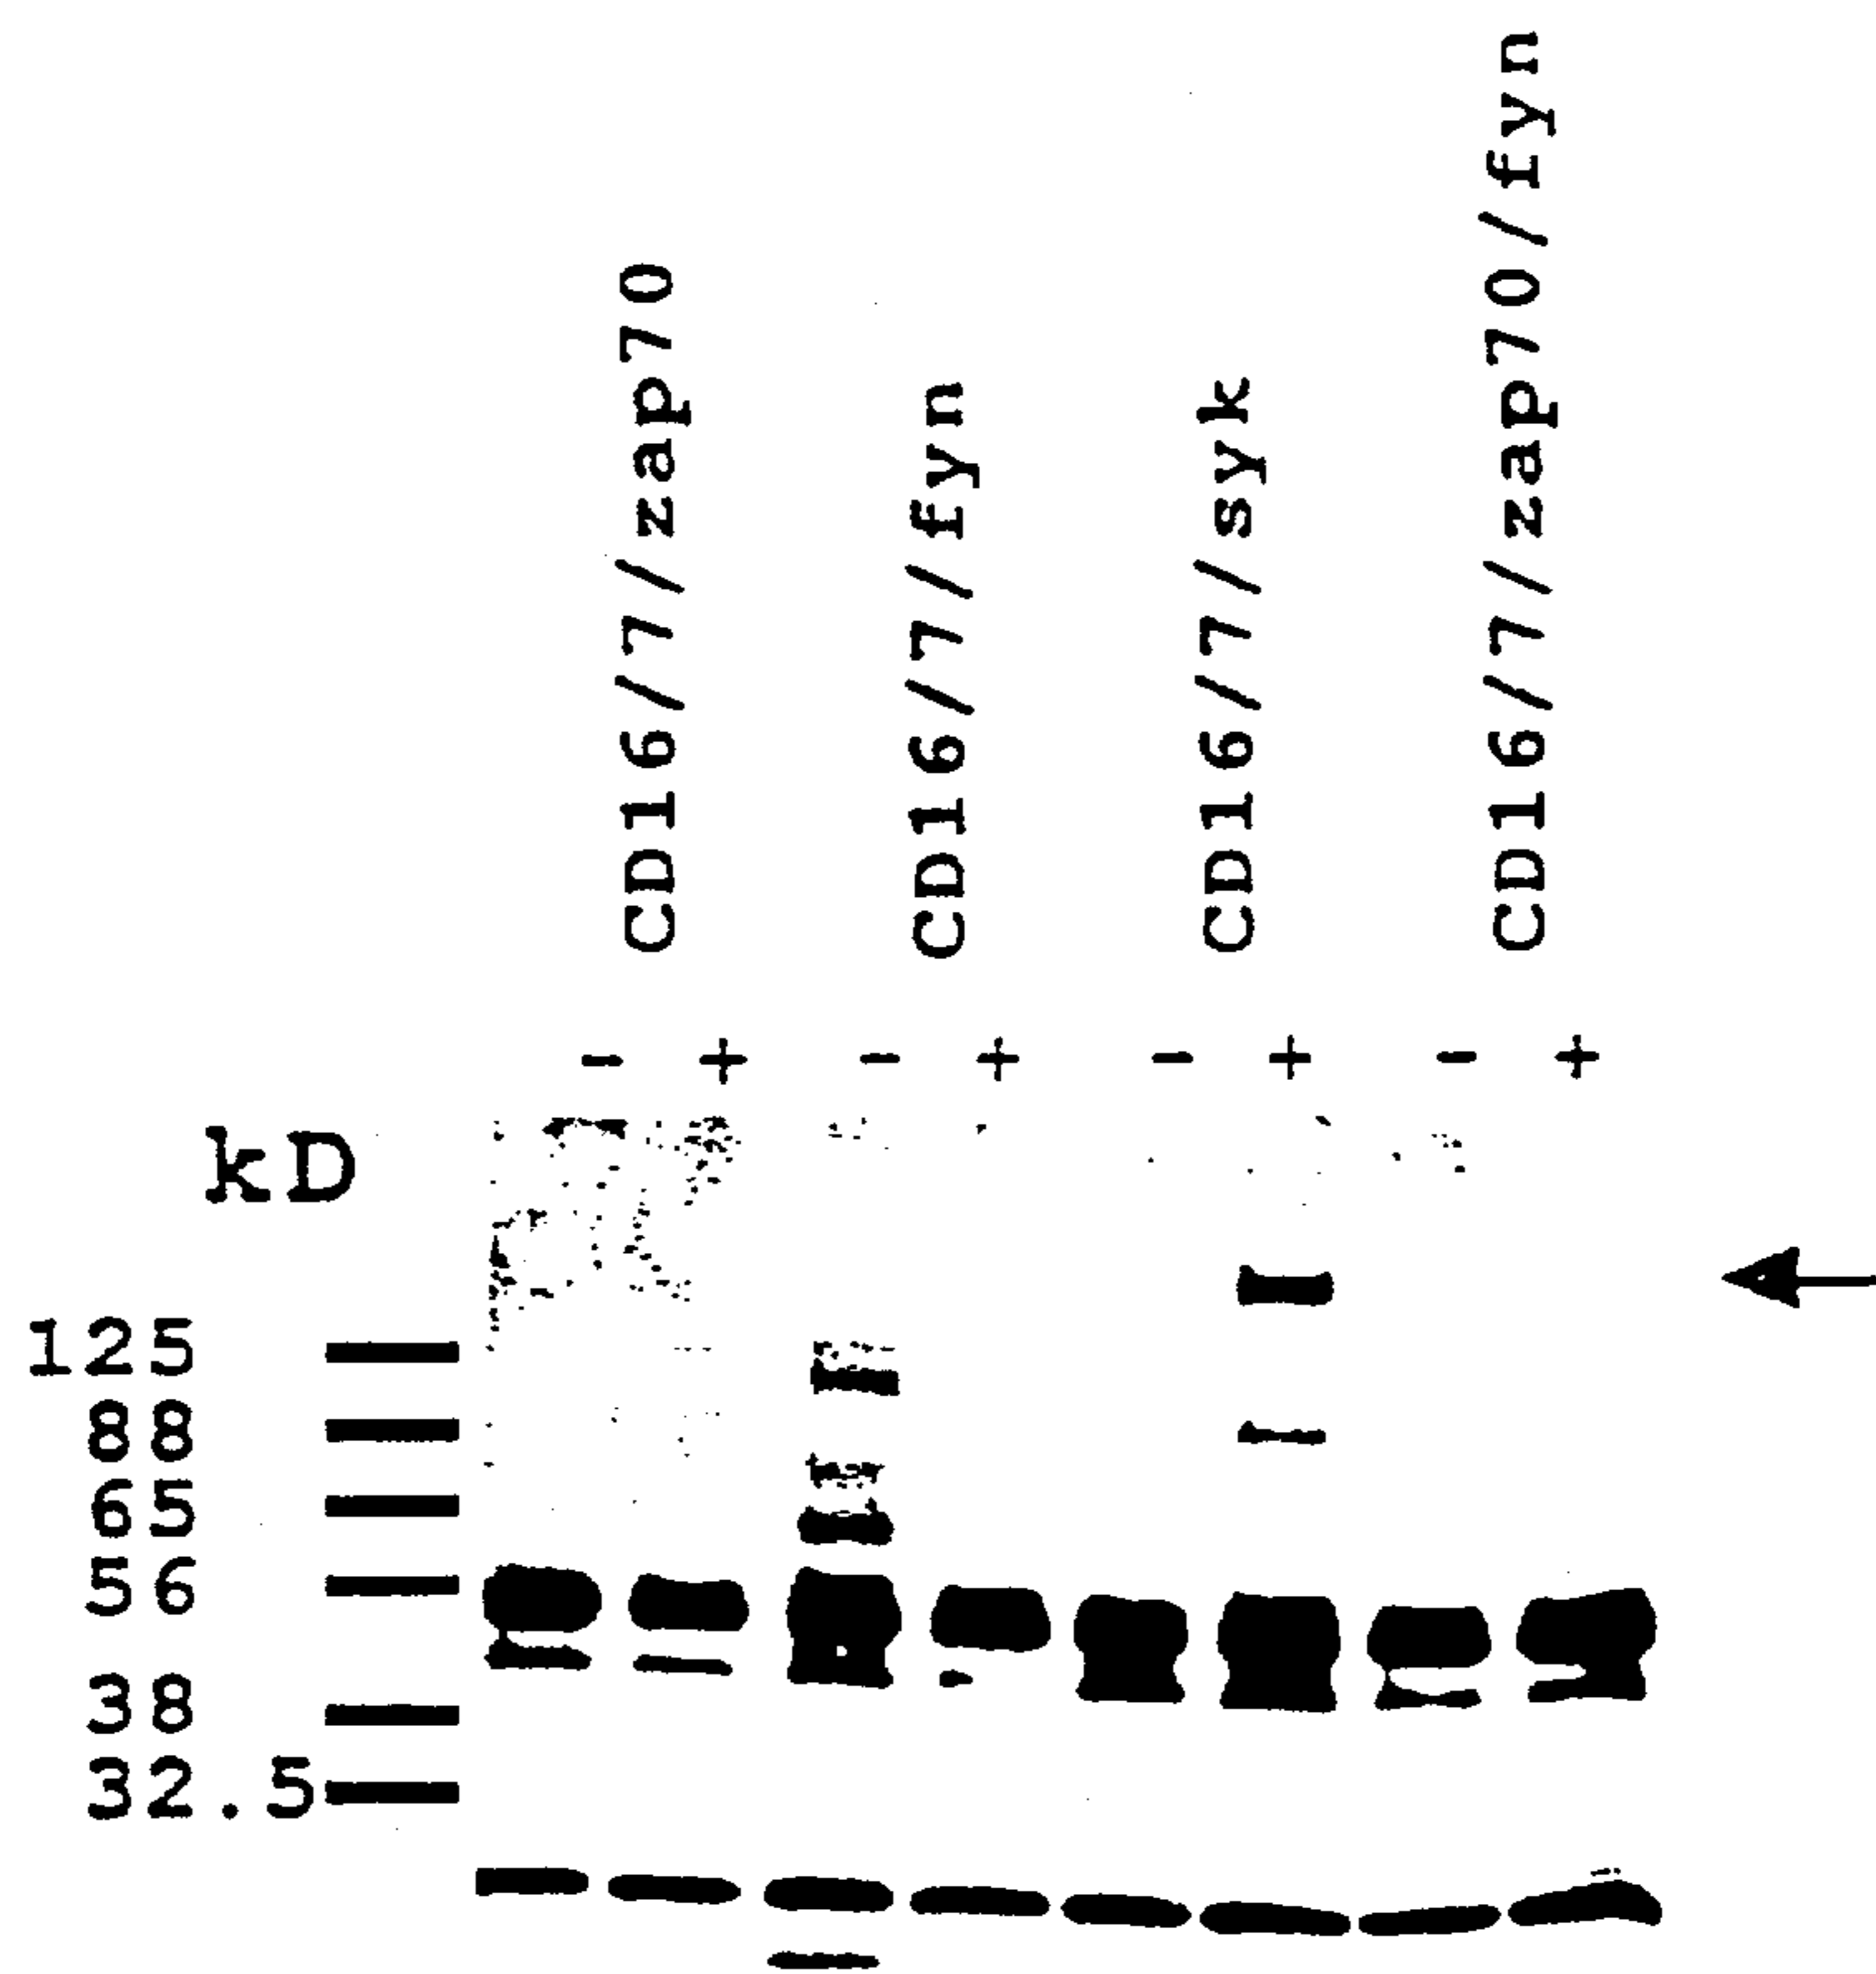 CD16/7/zap70
CD16/7/fyn
CD16/7/syk
CD16/7/zap70/fyn
- + - + - + - +
kD
125
88
65
56
38
32.5